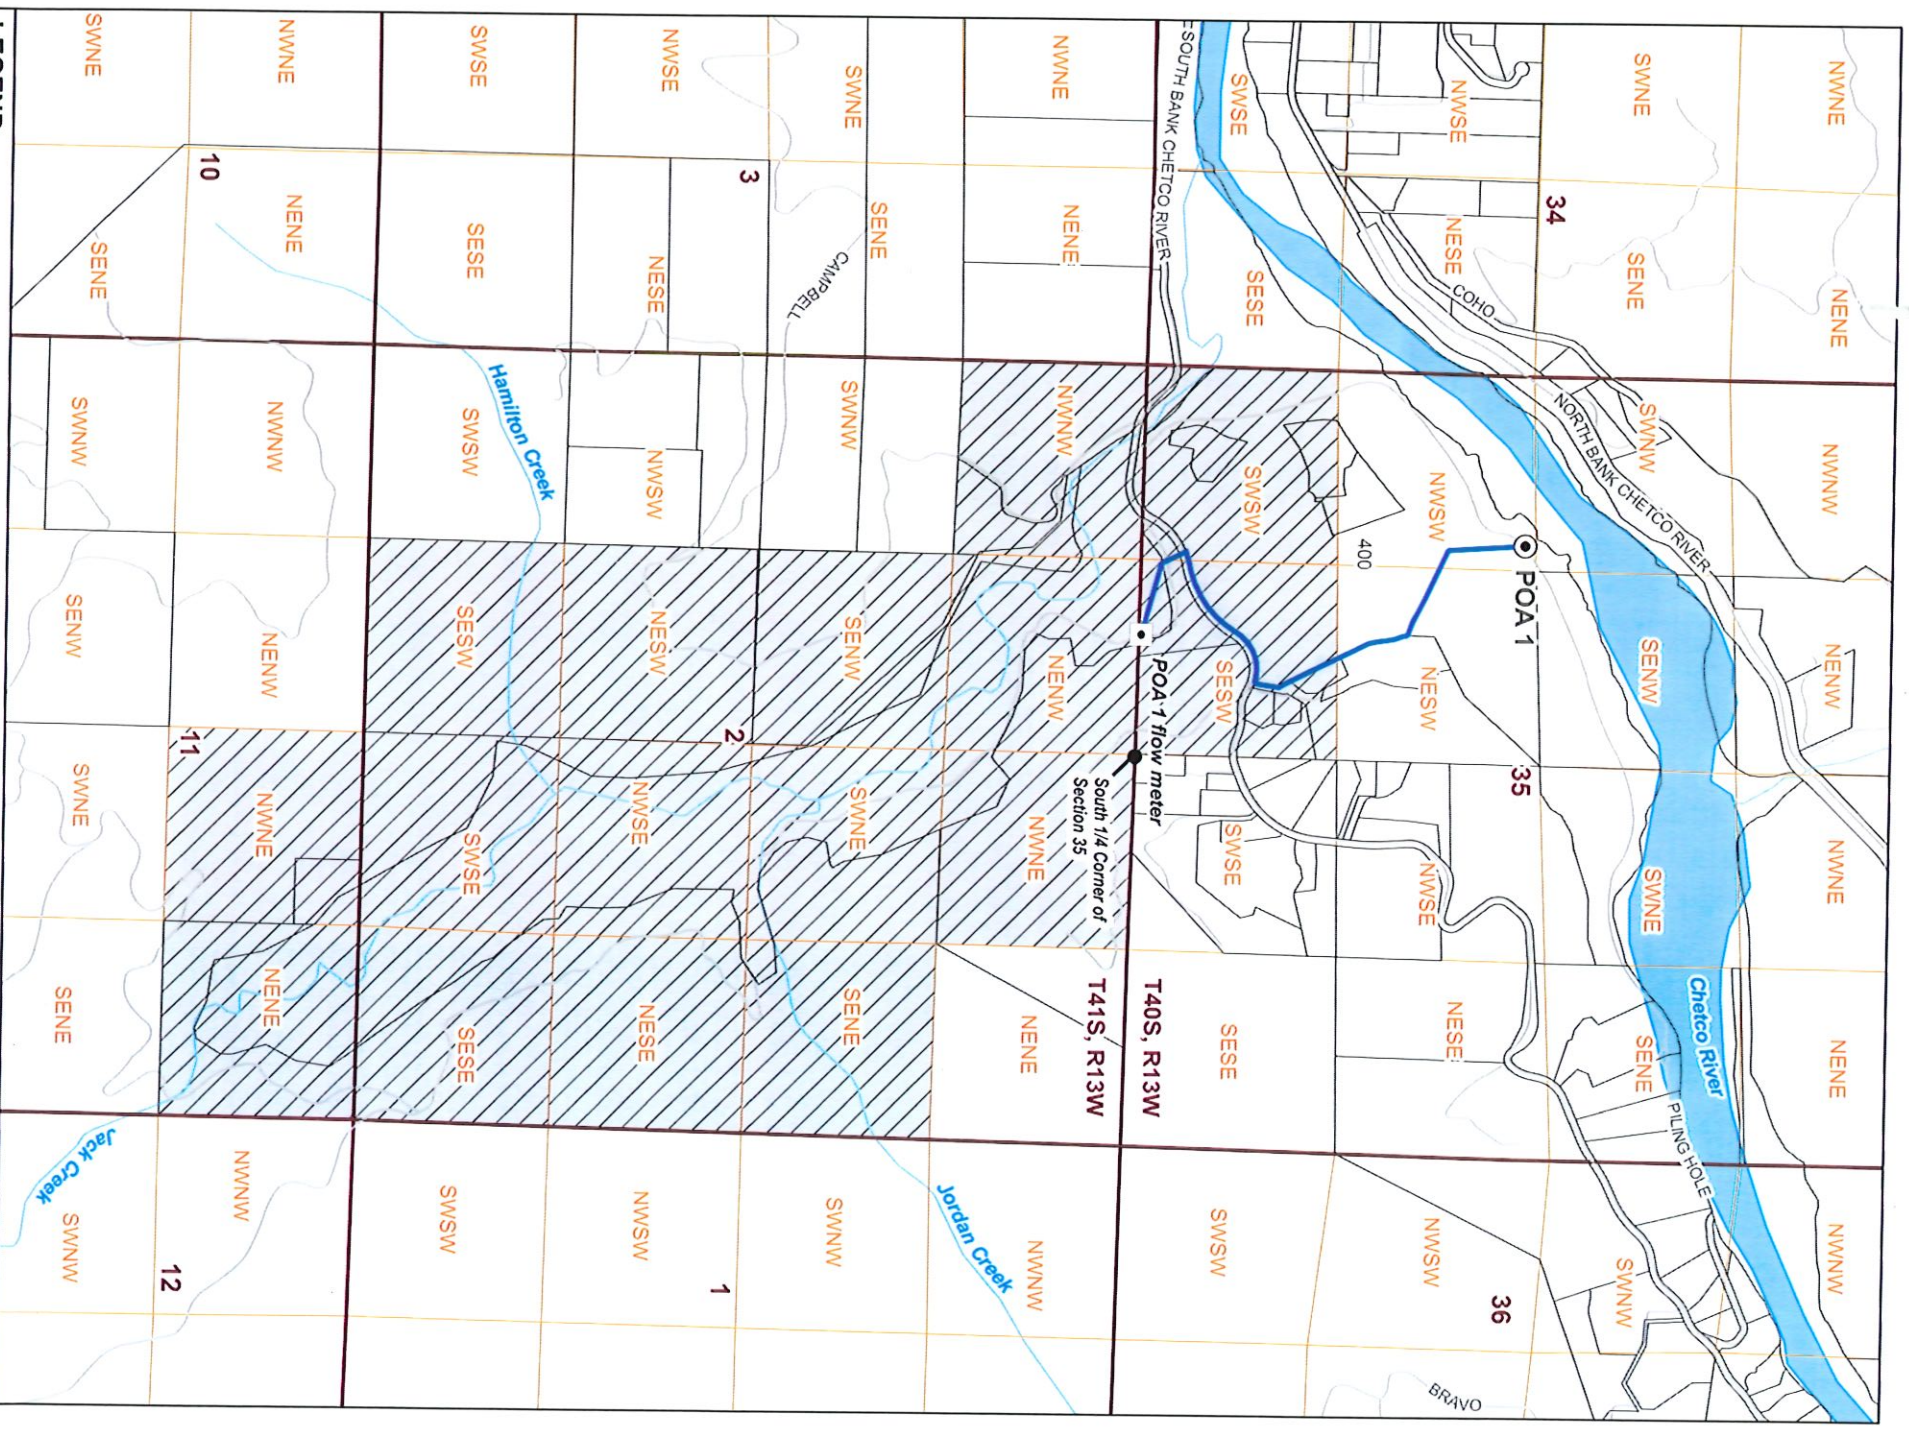 NWNE
NENE
NWNW
NENW
NWNE
NENE
NWNW
SWNE
SENE
SWNW
SENW
SWNE
SENE
SWNW
Chetco River
NORTH BANK CHETCO RIVER
PILING HOLE
34
35
36
POA 1
COHO
NWSE
NESE
NWSW
NESW
NWSE
NESE
NWSW
BRAVO
400
SWSE
SESE
SWSW
SESW
SWSE
SESE
SWSW
SOUTH BANK CHETCO RIVER
POA 1 flow meter
T40S, R13W
T41S, R13W
South 1/4 Corner of
Section 35
NWNE
NENE
NWNW
NENW
NWNE
NENE
NWNW
Jordan Creek
SWNE
SENE
SWNW
SENW
SWNE
SENE
SWNW
CAMPBELL
3
2
1
NWSE
NESE
NWSW
NESW
NWSE
NESE
NWSW
Hamilton Creek
SWSE
SESE
SWSW
SESW
SWSE
SESE
SWSW
NWNE
NENE
NWNW
NENW
NWNE
NENE
NWNW
10
11
12
SWNE
SENE
SWNW
SENW
SWNE
SENE
SWNW
Jack Creek